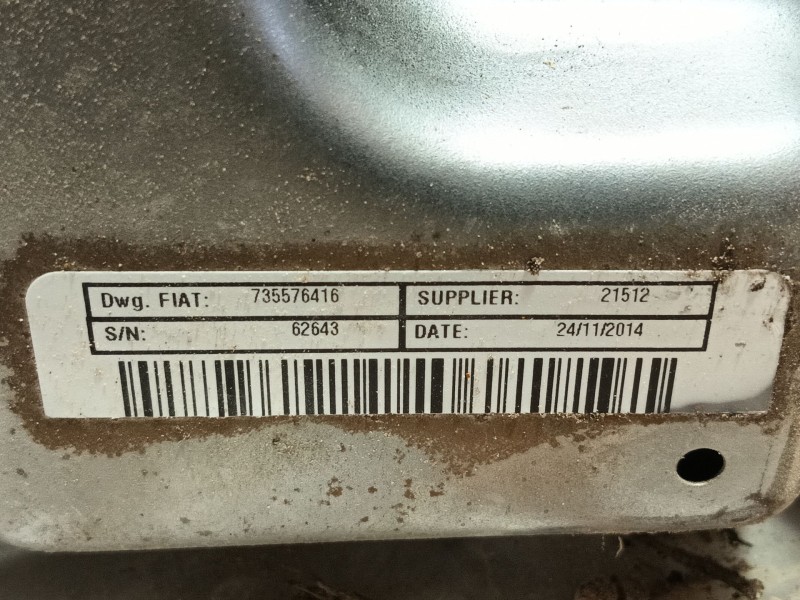 Dwg. FIAT: 735576416 SUPPLIER: 21512
S/N: 62643 DATE: 24/11/2014